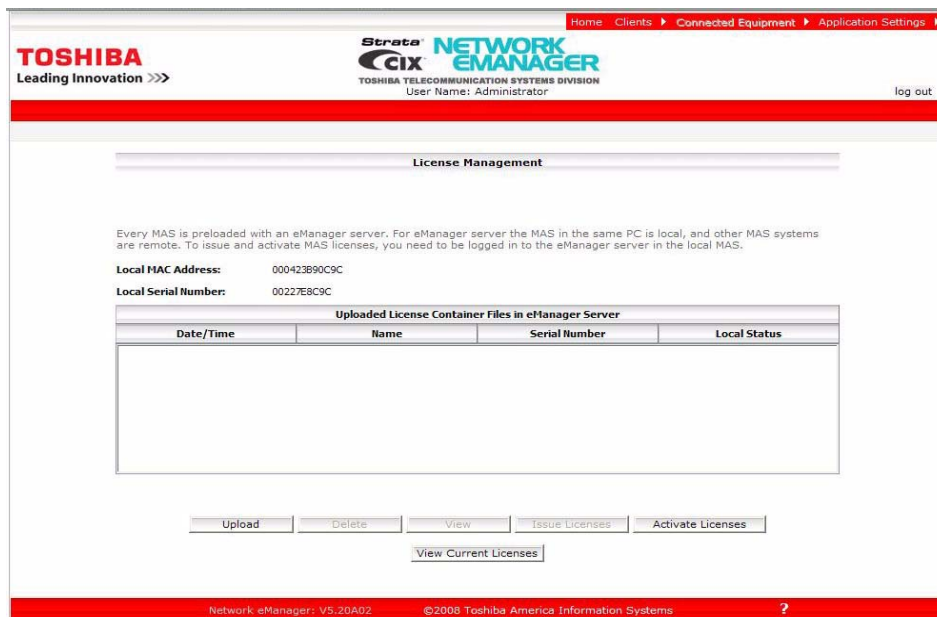 Home Clients Connected Equipment Application Settings
TOSHIBA
Leading Innovation >>>
Strata CIX NETWORK EMANAGER
TOSHIBA TELECOMMUNICATION SYSTEMS DIVISION
User Name: Administrator
log out
License Management
Every MAS is preloaded with an eManager server. For eManager server the MAS in the same PC is local, and other MAS systems
are remote. To issue and activate MAS licenses, you need to be logged in to the eManager server in the local MAS.
Local MAC Address: 000423B90C9C
Local Serial Number: 00227E8C9C
Uploaded License Container Files in eManager Server
Date/Time Name Serial Number Local Status
Upload Delete View Issue Licenses Activate Licenses
View Current Licenses
Network eManager: V5.20A02 ©2008 Toshiba America Information Systems ?